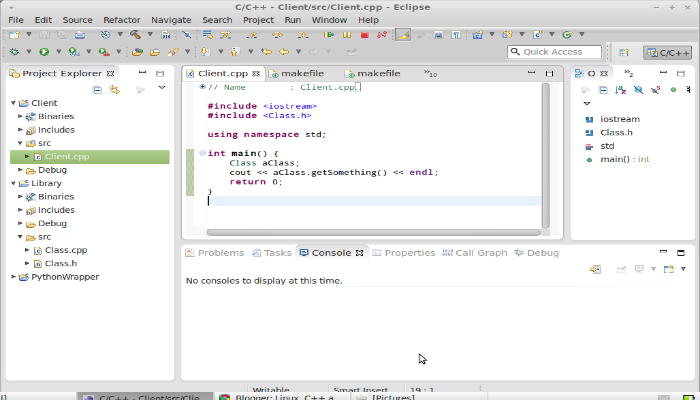 C/C++ - Client/src/Client.cpp - Eclipse
File Edit Source Refactor Navigate Search Project Run Window Help
Quick Access
C/C++
Project Explorer
Client
Binaries
Includes
src
Client.cpp
Debug
Library
Binaries
Includes
Debug
src
Class.cpp
Class.h
PythonWrapper
Client.cpp makefile makefile »10
// Name : Client.cpp
#include <iostream>
#include <Class.h>
using namespace std;
int main() {
Class aClass;
cout << aClass.getSomething() << endl;
return 0;
}
O »2
iostream
Class.h
std
main() : int
Problems Tasks Console Properties Call Graph Debug
No consoles to display at this time.
Writable Smart Insert 19 : 1
C/C++ - Client/src/Clie... Blogger: Linux, C++ a... [Pictures]